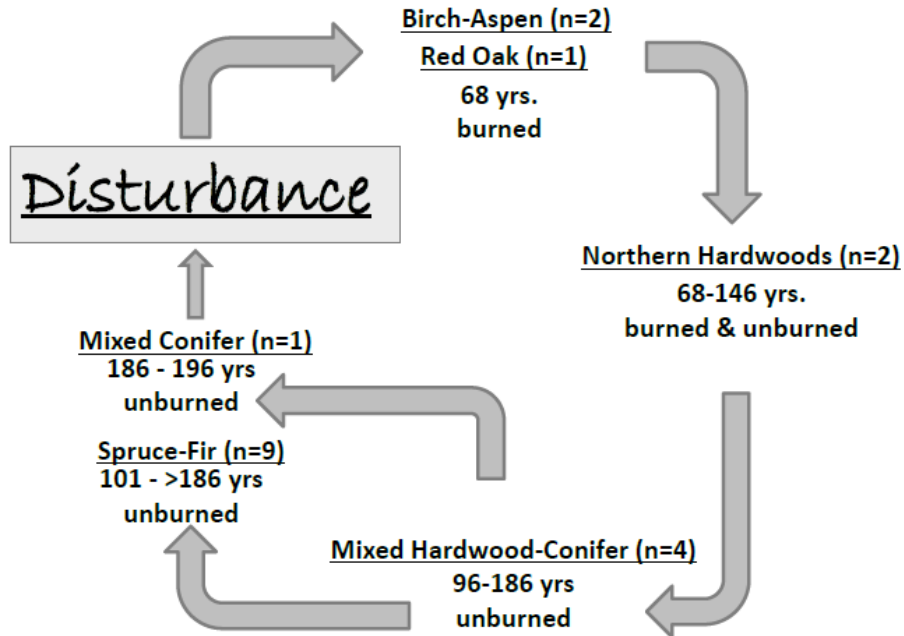 Birch-Aspen (n=2)
Red Oak (n=1)
68 yrs.
burned
Disturbance
Northern Hardwoods (n=2)
68-146 yrs.
burned & unburned
Mixed Conifer (n=1)
186 - 196 yrs
unburned
Spruce-Fir (n=9)
101 - >186 yrs
unburned
Mixed Hardwood-Conifer (n=4)
96-186 yrs
unburned